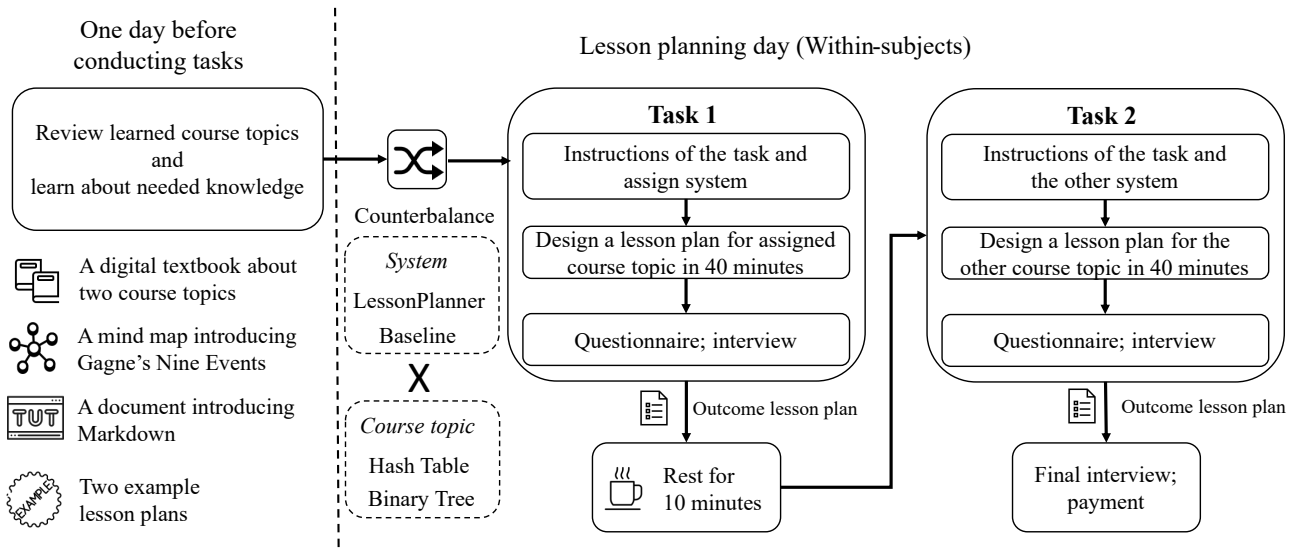 One day before
conducting tasks
Review learned course topics
and
learn about needed knowledge
A digital textbook about
two course topics
A mind map introducing
Gagne's Nine Events
TUT
A document introducing
Markdown
EXAMPLE
Two example
lesson plans
Lesson planning day (Within-subjects)
Counterbalance
System
LessonPlanner
Baseline
X
Course topic
Hash Table
Binary Tree
Task 1
Instructions of the task and
assign system
Design a lesson plan for assigned
course topic in 40 minutes
Questionnaire; interview
Outcome lesson plan
Rest for
10 minutes
Task 2
Instructions of the task and
the other system
Design a lesson plan for the
other course topic in 40 minutes
Questionnaire; interview
Outcome lesson plan
Final interview;
payment